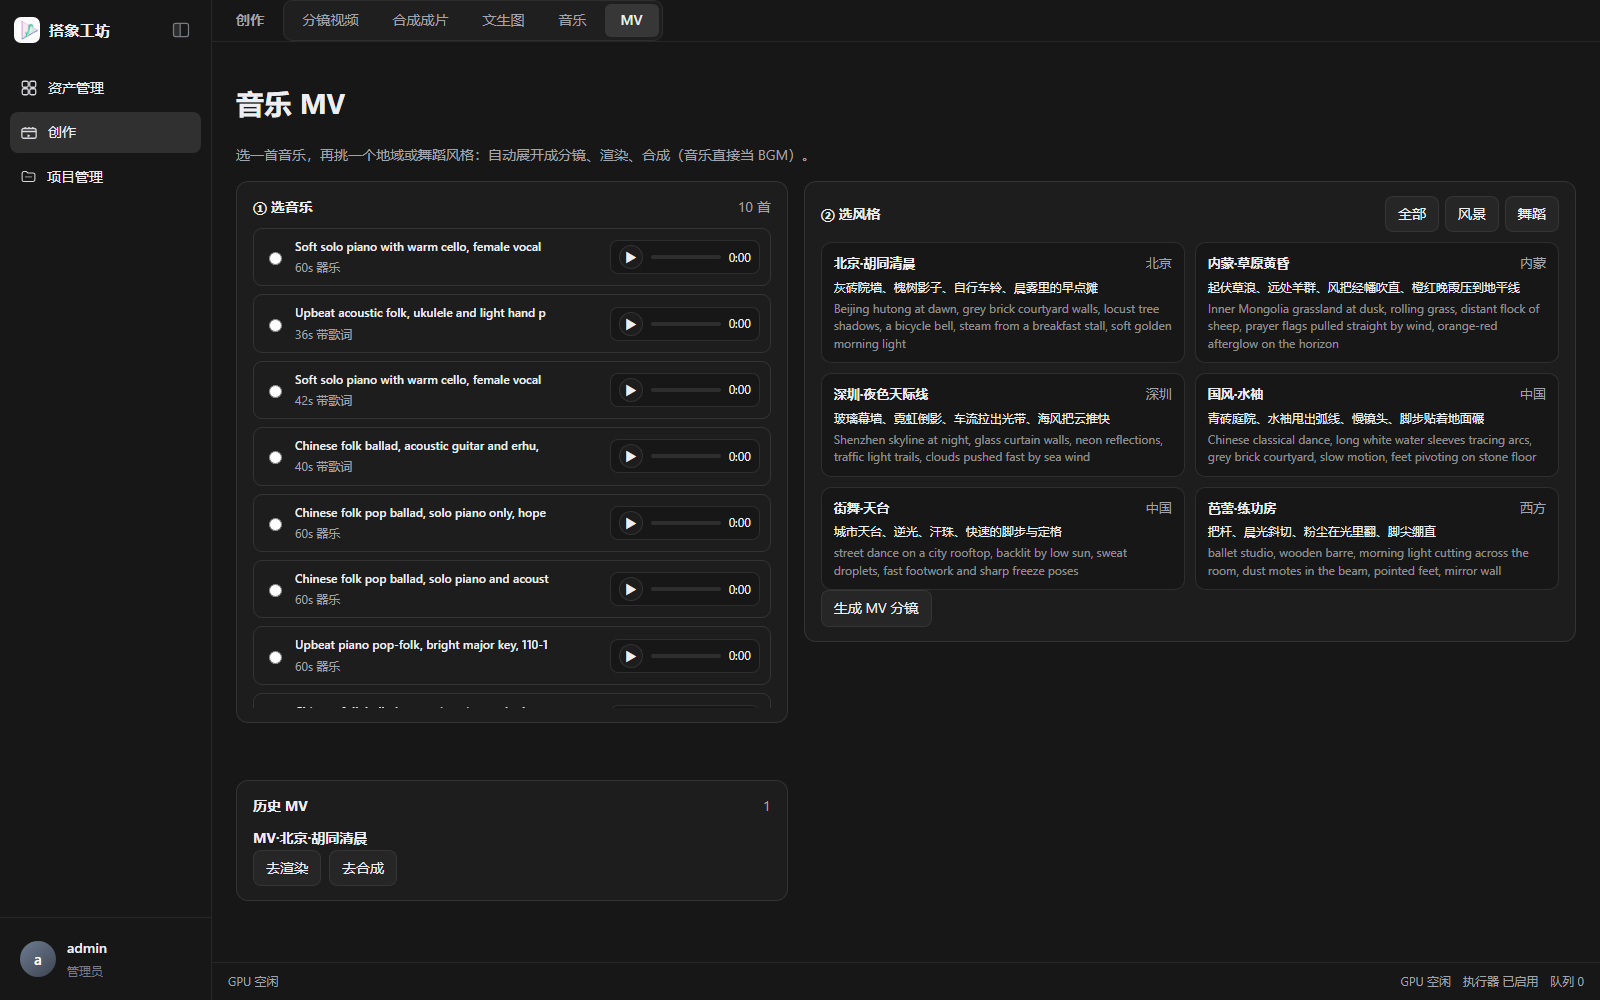 搭象工坊
资产管理
创作
项目管理
admin
管理员
a
创作
分镜视频
合成成片
文生图
音乐
MV
音乐 MV
选一首音乐，再挑一个地域或舞蹈风格：自动展开成分镜、渲染、合成（音乐直接当 BGM）。
① 选音乐
10 首
Soft solo piano with warm cello, female vocal
60s 器乐
0:00
Upbeat acoustic folk, ukulele and light hand p
36s 带歌词
0:00
Soft solo piano with warm cello, female vocal
42s 带歌词
0:00
Chinese folk ballad, acoustic guitar and erhu,
40s 带歌词
0:00
Chinese folk pop ballad, solo piano only, hope
60s 器乐
0:00
Chinese folk pop ballad, solo piano and acoust
60s 器乐
0:00
Upbeat piano pop-folk, bright major key, 110-1
60s 器乐
0:00
② 选风格
全部
风景
舞蹈
北京·胡同清晨
北京
灰砖院墙、槐树影子、自行车铃、晨雾里的早点摊
Beijing hutong at dawn, grey brick courtyard walls, locust tree
shadows, a bicycle bell, steam from a breakfast stall, soft golden
morning light
内蒙·草原黄昏
内蒙
起伏草浪、远处羊群、风把经幡吹直、橙红晚霞压到地平线
Inner Mongolia grassland at dusk, rolling grass, distant flock of
sheep, prayer flags pulled straight by wind, orange-red
afterglow on the horizon
深圳·夜色天际线
深圳
玻璃幕墙、霓虹倒影、车流拉出光带、海风把云推快
Shenzhen skyline at night, glass curtain walls, neon reflections,
traffic light trails, clouds pushed fast by sea wind
国风·水袖
中国
青砖庭院、水袖甩出弧线、慢镜头、脚步贴着地面碾
Chinese classical dance, long white water sleeves tracing arcs,
grey brick courtyard, slow motion, feet pivoting on stone floor
街舞·天台
中国
城市天台、逆光、汗珠、快速的脚步与定格
street dance on a city rooftop, backlit by low sun, sweat
droplets, fast footwork and sharp freeze poses
芭蕾·练功房
西方
把杆、晨光斜切、粉尘在光里翻、脚尖绷直
ballet studio, wooden barre, morning light cutting across the
room, dust motes in the beam, pointed feet, mirror wall
生成 MV 分镜
历史 MV
1
MV·北京·胡同清晨
去渲染
去合成
GPU 空闲
GPU 空闲
执行器 已启用
队列 0